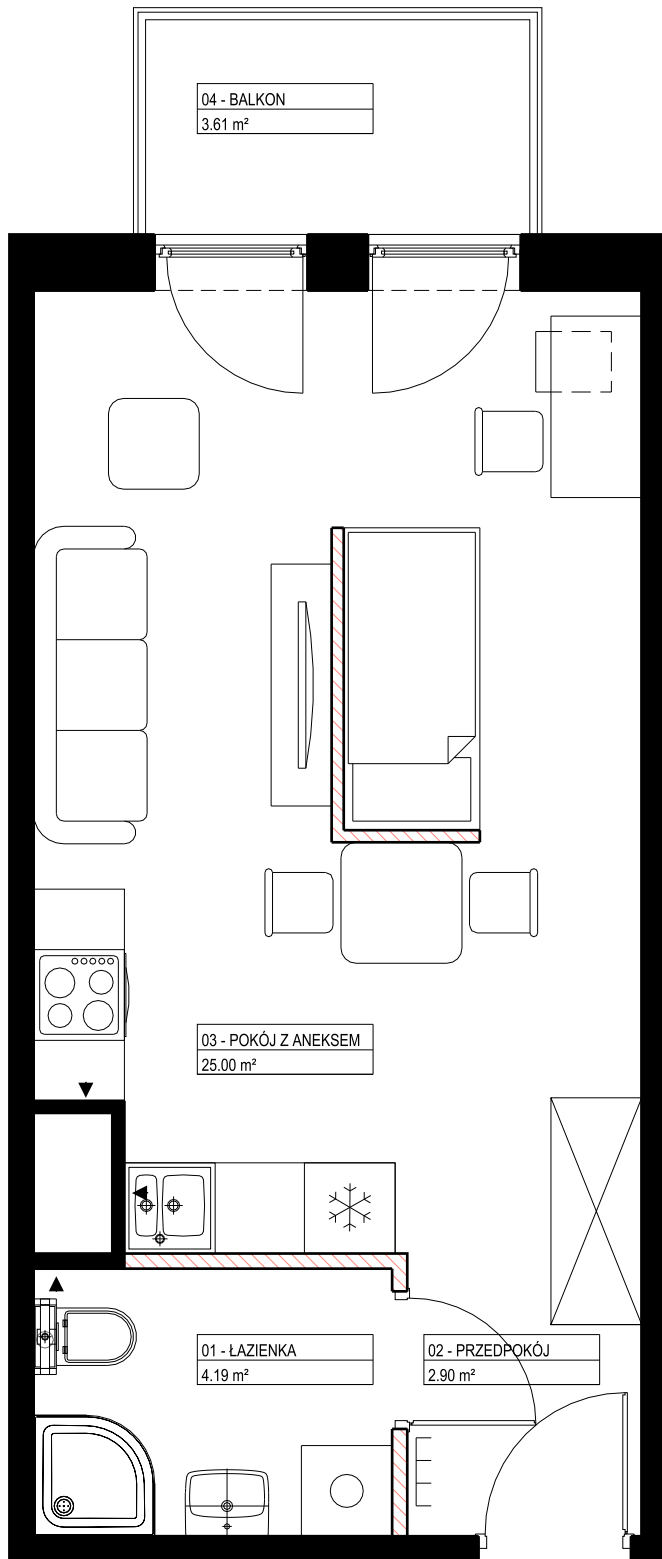 04 - BALKON
3.61 m²
03 - POKÓJ Z ANEKSEM
25.00 m²
01 - ŁAZIENKA
4.19 m²
02 - PRZEDPOKÓJ
2.90 m²